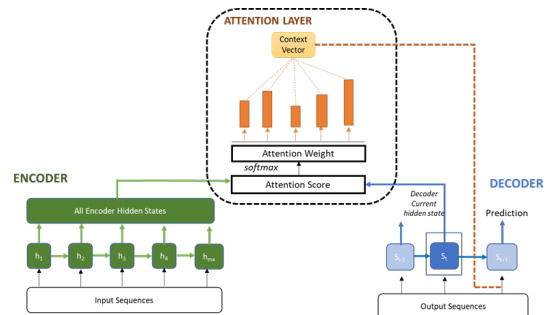 ATTENTION LAYER
Context
Vector
Attention Weight
softmax
Attention Score
ENCODER
All Encoder Hidden States
h1
h2
h3
h4
Input Sequences
DECODER
Decoder
Current
hidden state
Prediction
St-1
St
St+1
Output Sequences